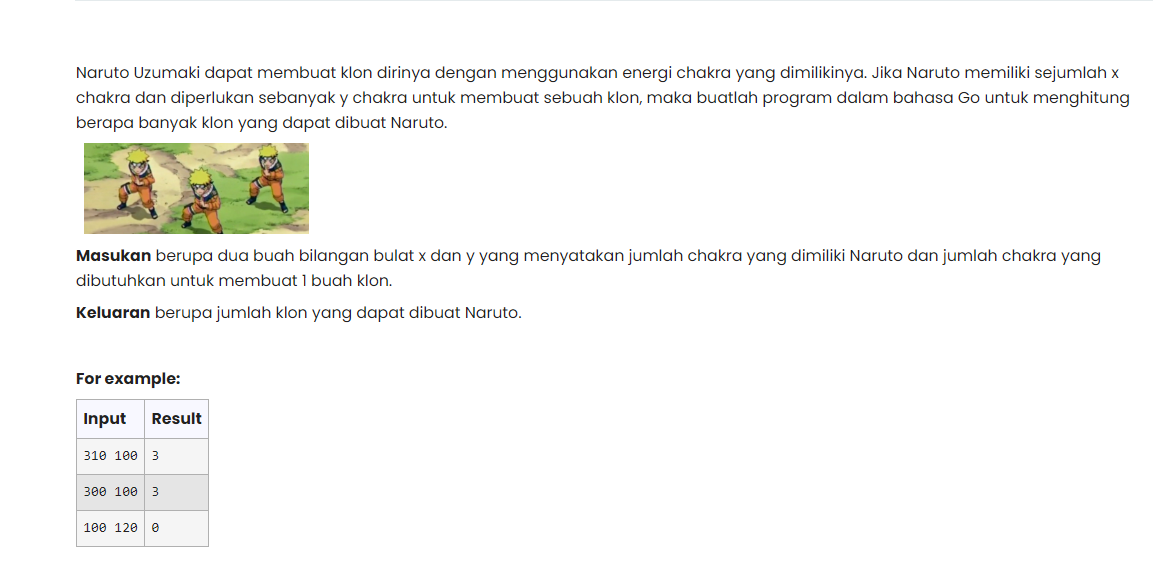 Naruto Uzumaki dapat membuat klon dirinya dengan menggunakan energi chakra yang dimilikinya. Jika Naruto memiliki sejumlah x
chakra dan diperlukan sebanyak y chakra untuk membuat sebuah klon, maka buatlah program dalam bahasa Go untuk menghitung
berapa banyak klon yang dapat dibuat Naruto.
Masukan berupa dua buah bilangan bulat x dan y yang menyatakan jumlah chakra yang dimiliki Naruto dan jumlah chakra yang
dibutuhkan untuk membuat 1 buah klon.
Keluaran berupa jumlah klon yang dapat dibuat Naruto.
For example:
Input Result
310 100 3
300 100 3
100 120 0